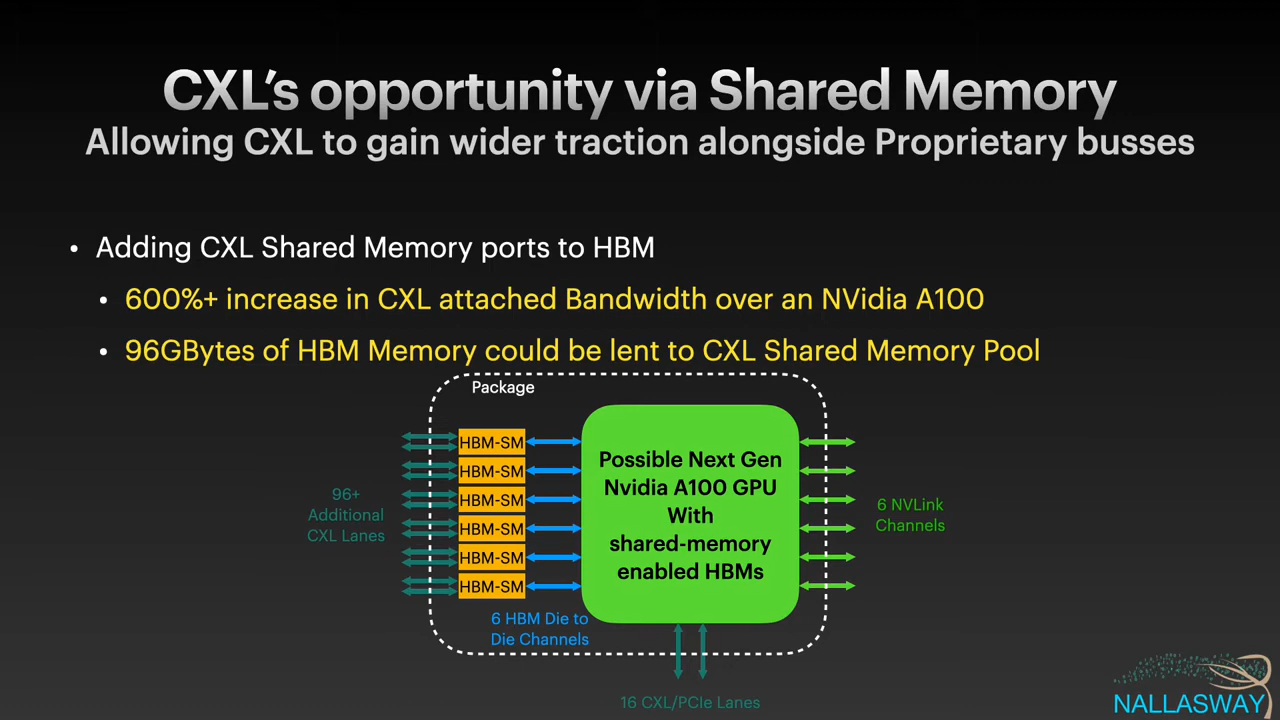 CXL's opportunity via Shared Memory
Allowing CXL to gain wider traction alongside Proprietary busses
• Adding CXL Shared Memory ports to HBM
• 600%+ increase in CXL attached Bandwidth over an NVidia A100
• 96GBytes of HBM Memory could be lent to CXL Shared Memory Pool
Package
HBM-SM
HBM-SM
HBM-SM
HBM-SM
HBM-SM
HBM-SM
96+
Additional
CXL Lanes
Possible Next Gen
Nvidia A100 GPU
With
shared-memory
enabled HBMs
6 NVLink
Channels
6 HBM Die to
Die Channels
16 CXL/PCIe Lanes
NALLASWAY